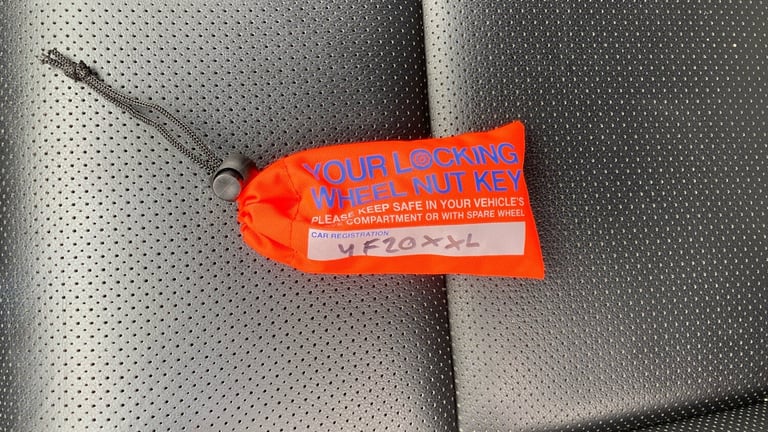 YOUR LOCKING
WHEEL NUT KEY
PLEASE KEEP SAFE IN YOUR VEHICLE'S
COMPARTMENT OR WITH SPARE WHEEL
CAR REGISTRATION
YF20XXL